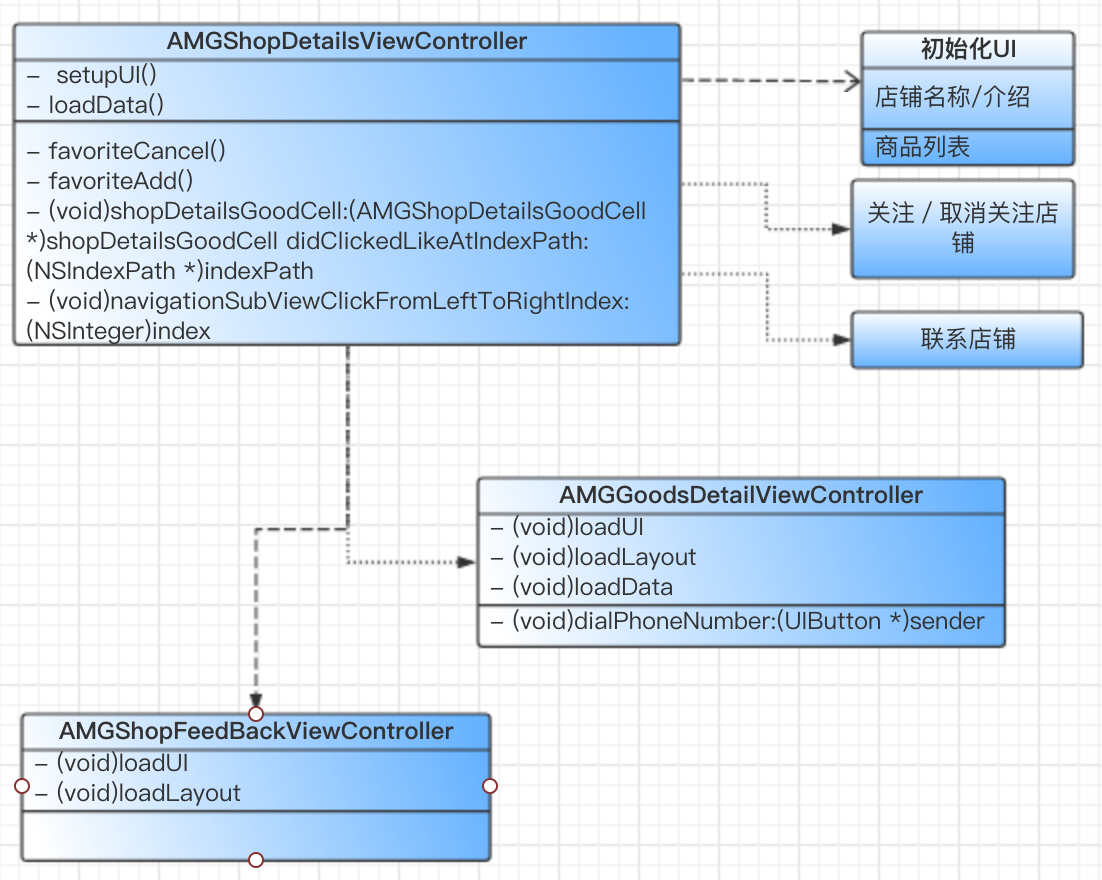 AMGShopDetailsViewController
– setupUI()
– loadData()
– favoriteCancel()
– favoriteAdd()
– (void)shopDetailsGoodCell:(AMGShopDetailsGoodCell
*)shopDetailsGoodCell didClickedLikeAtIndexPath:
(NSIndexPath *)indexPath
– (void)navigationSubViewClickFromLeftToRightIndex:
(NSInteger)index
初始化UI
店铺名称/介绍
商品列表
关注 / 取消关注店
铺
联系店铺
AMGGoodsDetailViewController
– (void)loadUI
– (void)loadLayout
– (void)loadData
– (void)dialPhoneNumber:(UIButton *)sender
AMGShopFeedBackViewController
– (void)loadUI
– (void)loadLayout